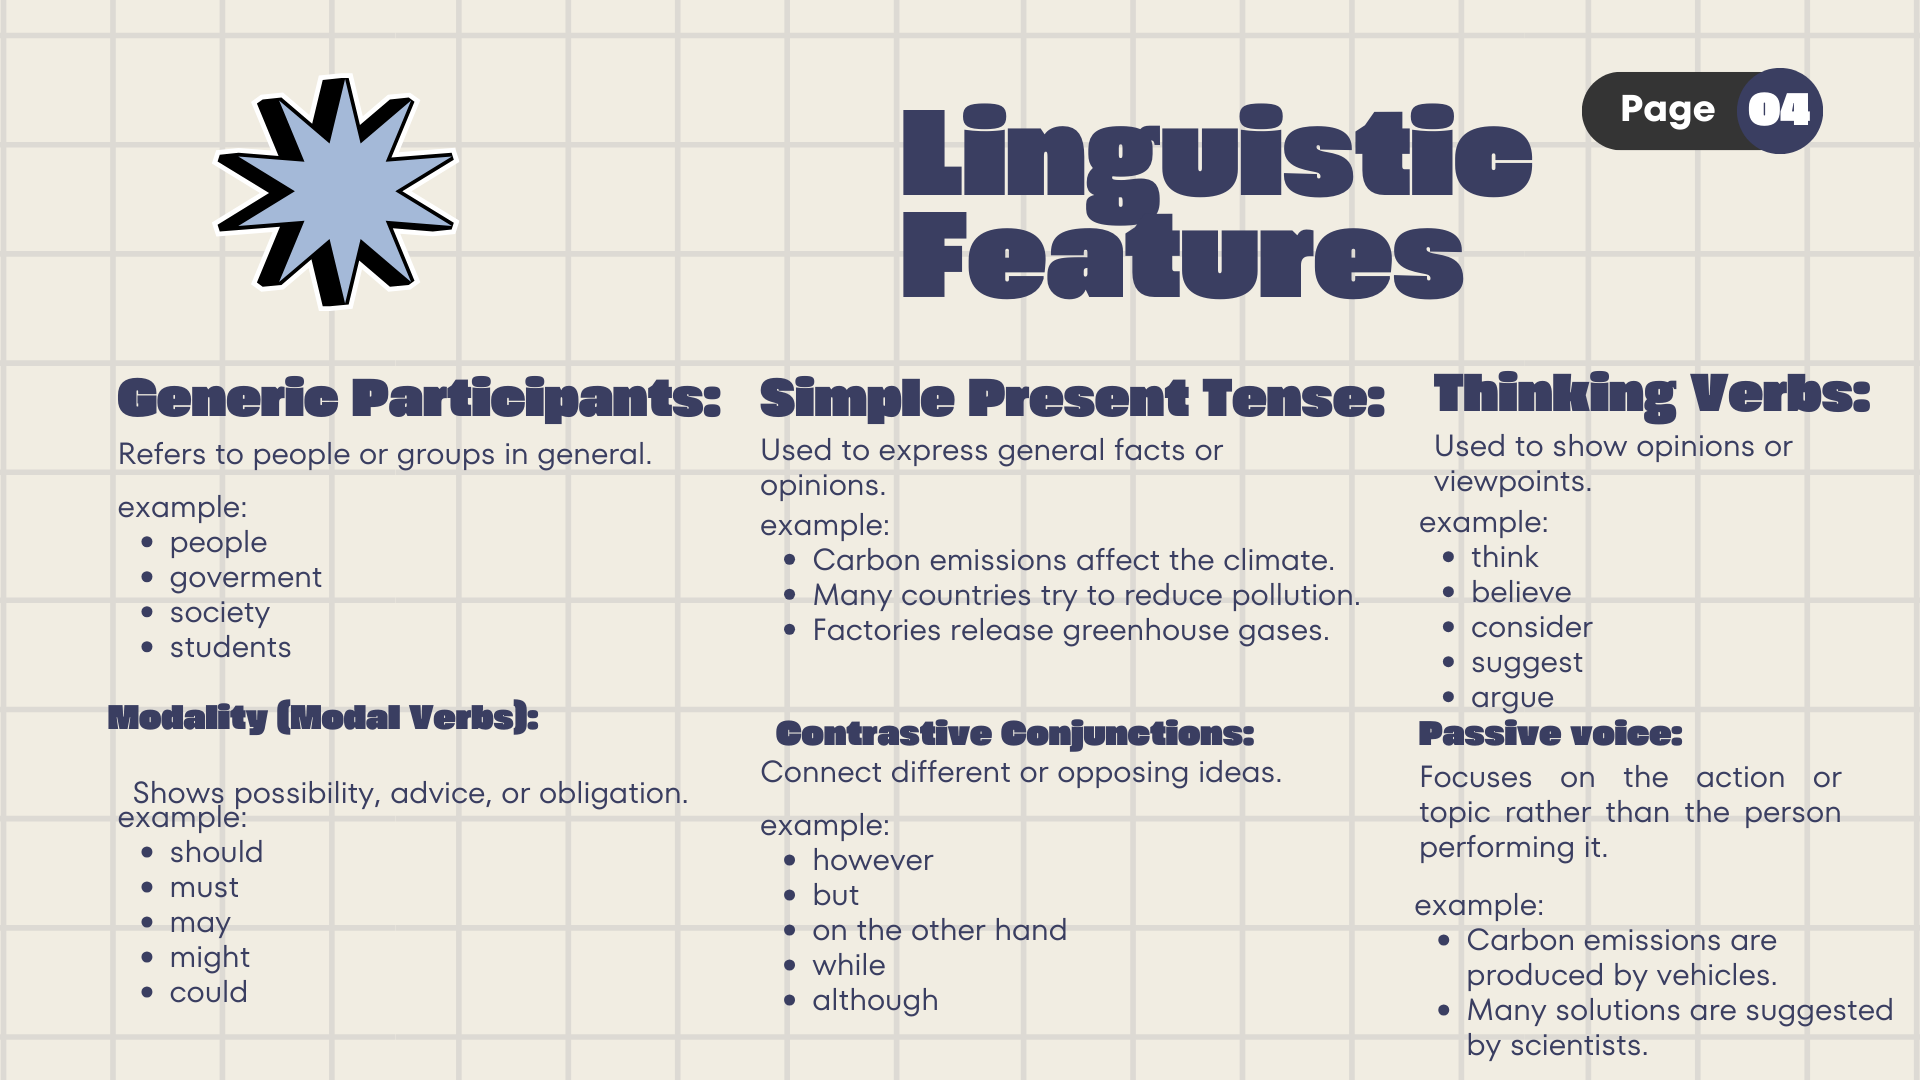 Page 04
Linguistic
Features
Generic Participants:
Refers to people or groups in general.
example:
• people
• goverment
• society
• students
Simple Present Tense:
Used to express general facts or
opinions.
example:
• Carbon emissions affect the climate.
• Many countries try to reduce pollution.
• Factories release greenhouse gases.
Thinking Verbs:
Used to show opinions or
viewpoints.
example:
• think
• believe
• consider
• suggest
• argue
Modality (Modal Verbs):
Shows possibility, advice, or obligation.
example:
• should
• must
• may
• might
• could
Contrastive Conjunctions:
Connect different or opposing ideas.
example:
• however
• but
• on the other hand
• while
• although
Passive voice:
Focuses on the action or
topic rather than the person
performing it.
example:
• Carbon emissions are
produced by vehicles.
• Many solutions are suggested
by scientists.